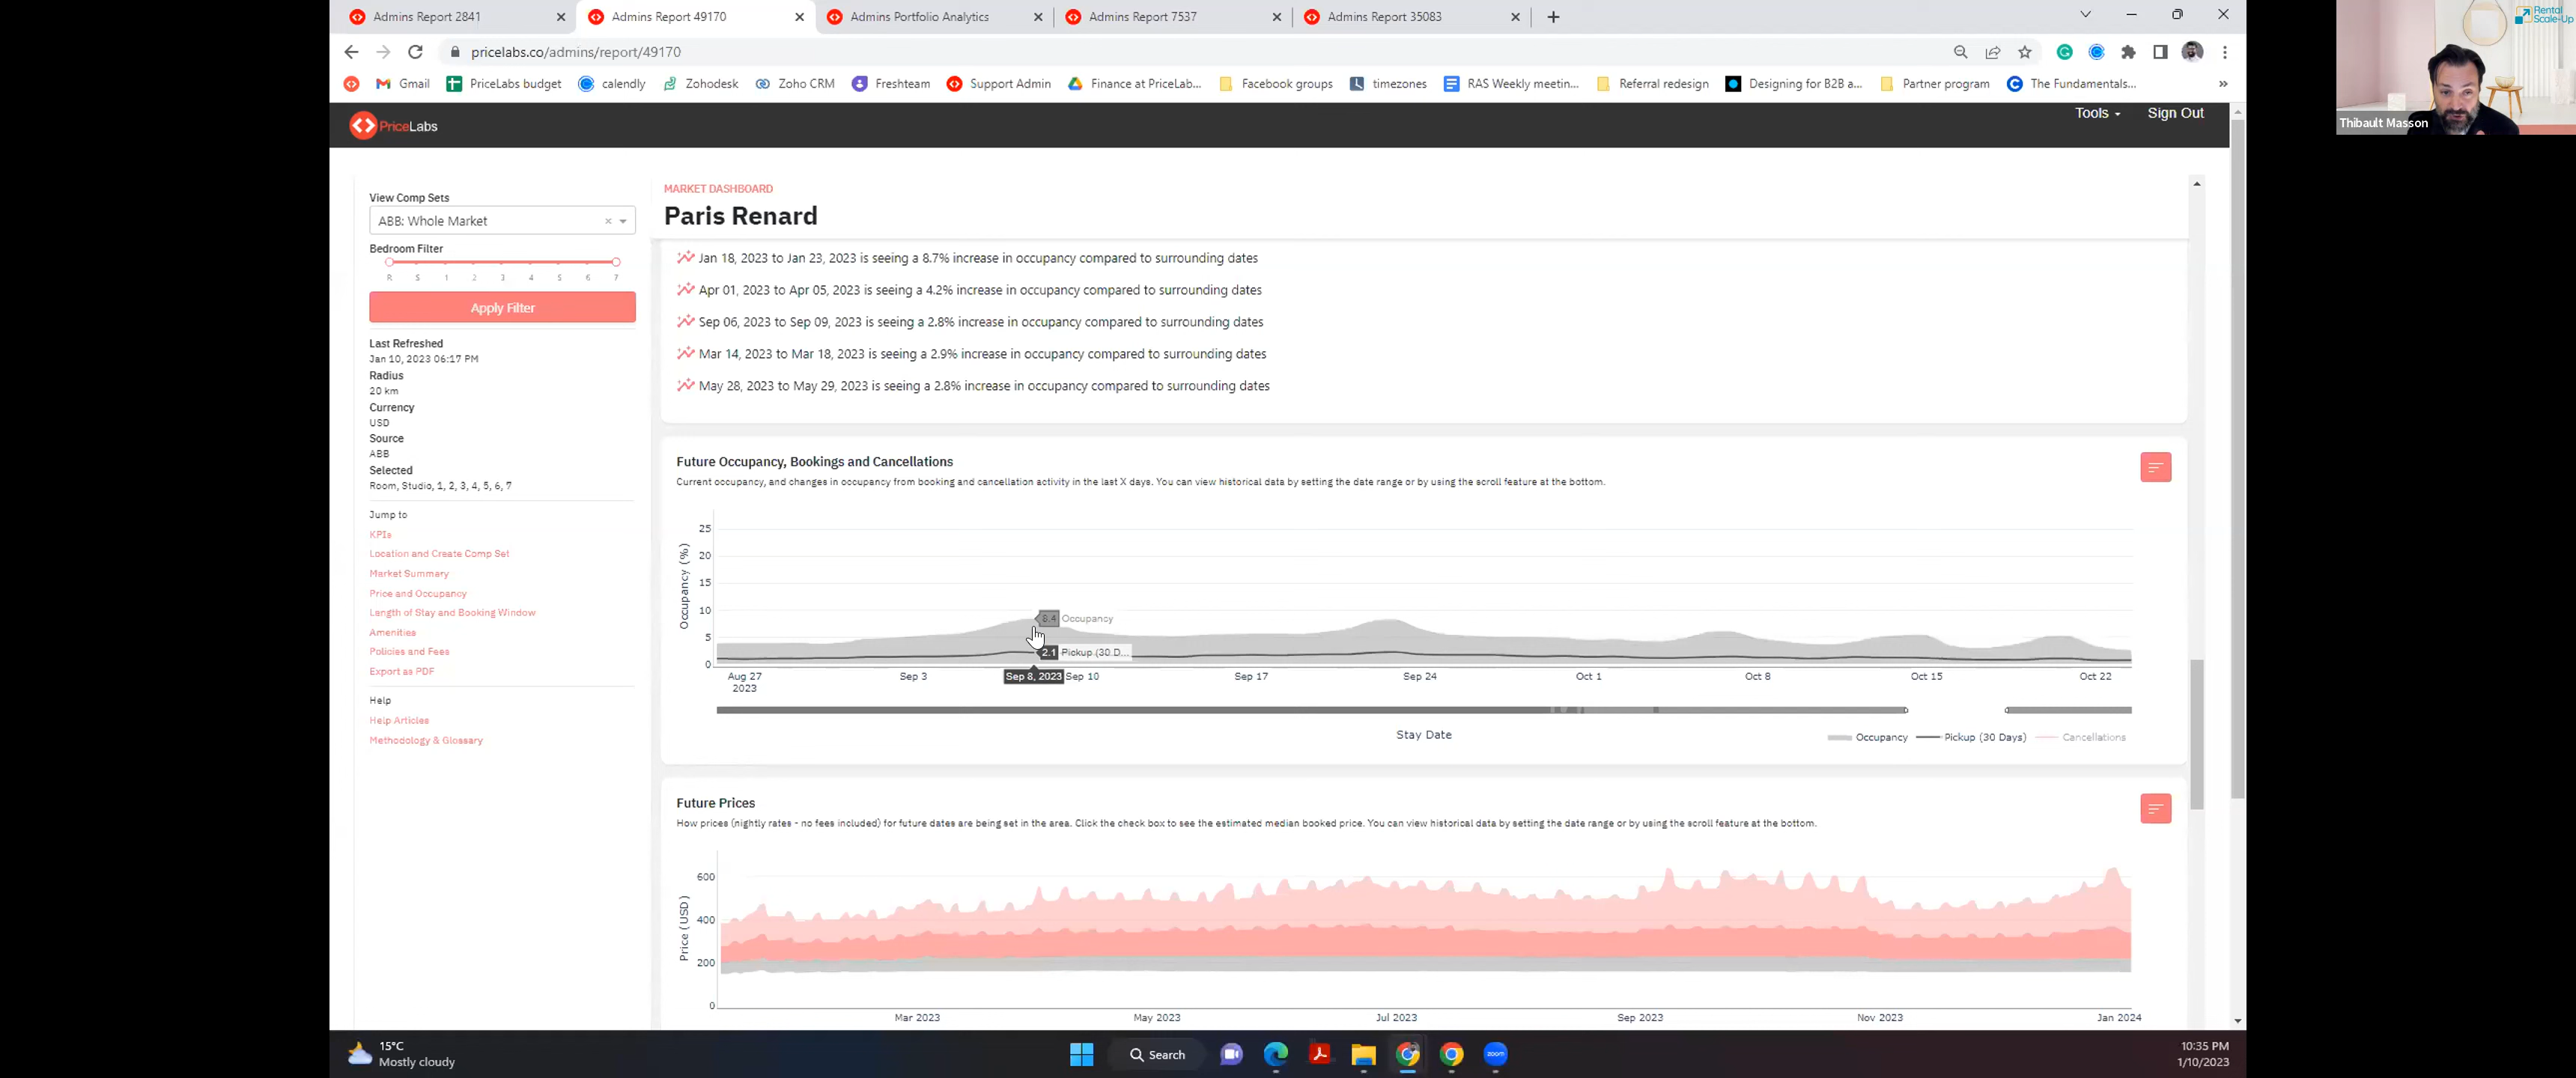 Admins Report 2841
Admins Report 49170
Admins Portfolio Analytics
Admins Report 7537
Admins Report 35083
pricelabs.co/admins/report/49170
Gmail
PriceLabs budget
calendly
Zohodesk
Zoho CRM
Freshteam
Support Admin
Finance at PriceLab...
Facebook groups
timezones
RAS Weekly meetin...
Referral redesign
Designing for B2B a...
Partner program
The Fundamentals...
PriceLabs
Tools
Sign Out
View Comp Sets
ABB: Whole Market
Bedroom Filter
R S 1 2 3 4 5 6 7
Apply Filter
Last Refreshed
Jan 10, 2023 06:17 PM
Radius
20 km
Currency
USD
Source
ABB
Selected
Room, Studio, 1, 2, 3, 4, 5, 6, 7
Jump to
KPIs
Location and Create Comp Set
Market Summary
Price and Occupancy
Length of Stay and Booking Window
Amenities
Policies and Fees
Export as PDF
Help
Help Articles
Methodology & Glossary
MARKET DASHBOARD
Paris Renard
Jan 18, 2023 to Jan 23, 2023 is seeing a 8.7% increase in occupancy compared to surrounding dates
Apr 01, 2023 to Apr 05, 2023 is seeing a 4.2% increase in occupancy compared to surrounding dates
Sep 06, 2023 to Sep 09, 2023 is seeing a 2.8% increase in occupancy compared to surrounding dates
Mar 14, 2023 to Mar 18, 2023 is seeing a 2.9% increase in occupancy compared to surrounding dates
May 28, 2023 to May 29, 2023 is seeing a 2.8% increase in occupancy compared to surrounding dates
Future Occupancy, Bookings and Cancellations
Current occupancy, and changes in occupancy from booking and cancellation activity in the last X days. You can view historical data by setting the date range or by using the scroll feature at the bottom.
Occupancy (%)
25
20
15
10
5
0
8.4 Occupancy
2.1 Pickup (30 D...
Aug 27 Sep 3 Sep 8, 2023 Sep 10 Sep 17 Sep 24 Oct 1 Oct 8 Oct 15 Oct 22
2023
Stay Date
Occupancy Pickup (30 Days) Cancellations
Future Prices
How prices (nightly rates - no fees included) for future dates are being set in the area. Click the check box to see the estimated median booked price. You can view historical data by setting the date range or by using the scroll feature at the bottom.
Price (USD)
600
400
200
0
Mar 2023 May 2023 Jul 2023 Sep 2023 Nov 2023 Jan 2024
Rental
Scale-Up
Thibault Masson
15°C
Mostly cloudy
Search
zoom
10:35 PM
1/10/2023